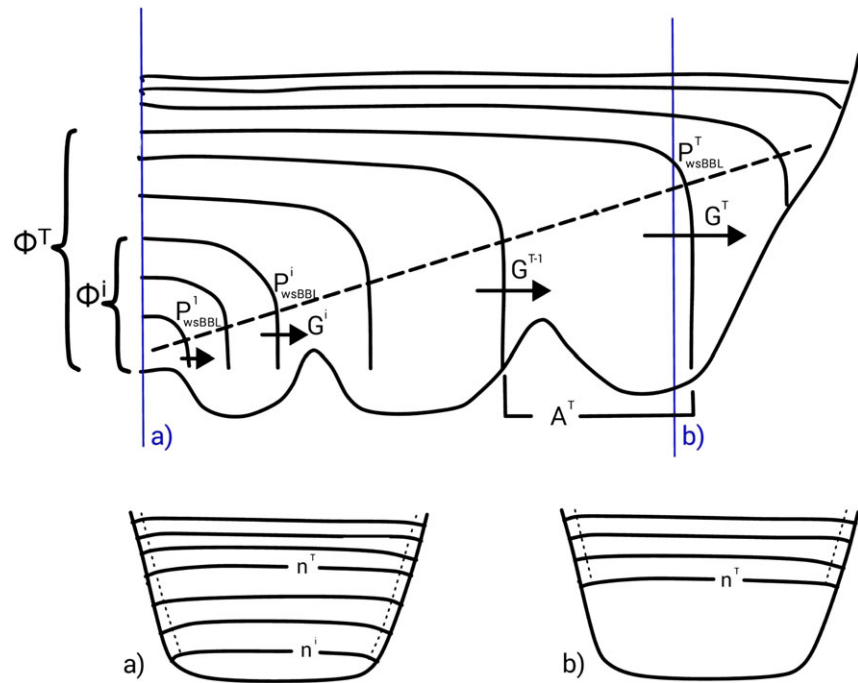 P^T_wsBBL
Φ^T
G^T
G^T-1
Φ^i
P^i_wsBBL
P^1_wsBBL
G^i
A^T
a)
b)
n^T
n^T
a)
n^i
b)